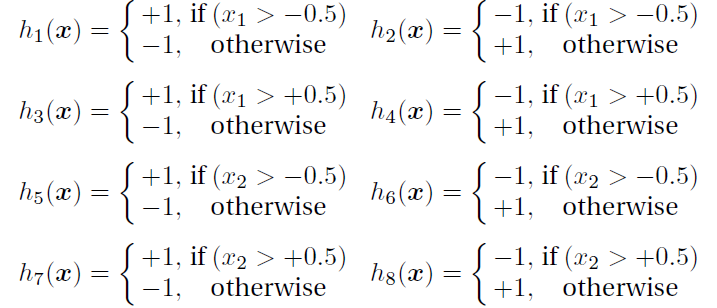 h₁(x) = { +1, if (x₁ > −0.5)  h₂(x) = { −1, if (x₁ > −0.5)
−1, otherwise  +1, otherwise
h₃(x) = { +1, if (x₁ > +0.5)  h₄(x) = { −1, if (x₁ > +0.5)
−1, otherwise  +1, otherwise
h₅(x) = { +1, if (x₂ > −0.5)  h₆(x) = { −1, if (x₂ > −0.5)
−1, otherwise  +1, otherwise
h₇(x) = { +1, if (x₂ > +0.5)  h₈(x) = { −1, if (x₂ > +0.5)
−1, otherwise  +1, otherwise